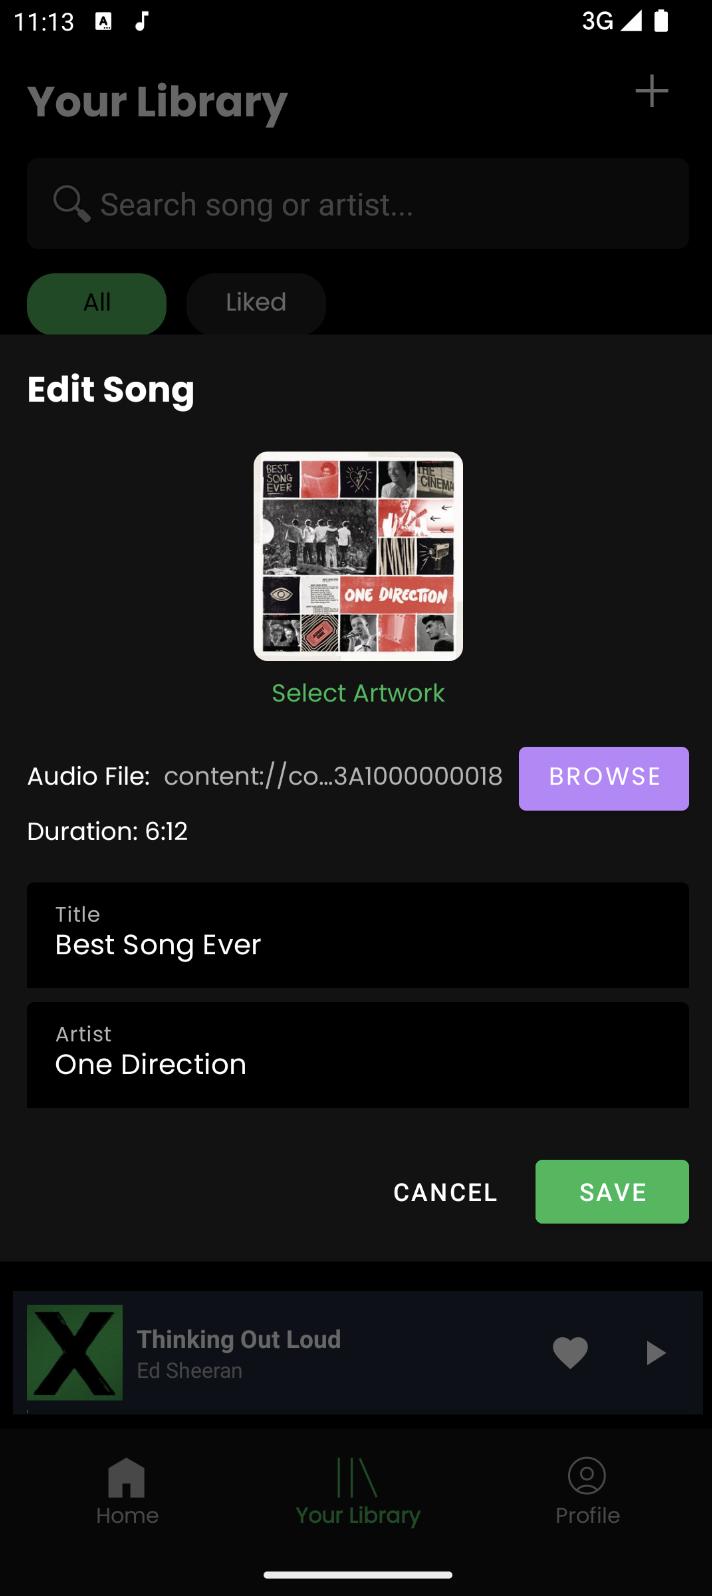 11:13 A 3G
Your Library
Search song or artist...
All Liked
Edit Song
BEST
SONG
EVER
THE
CINEMA
ONE DIRECTION
Select Artwork
Audio File: content://co...3A1000000018 BROWSE
Duration: 6:12
Title
Best Song Ever
Artist
One Direction
CANCEL SAVE
X
Thinking Out Loud
Ed Sheeran
Home Your Library Profile